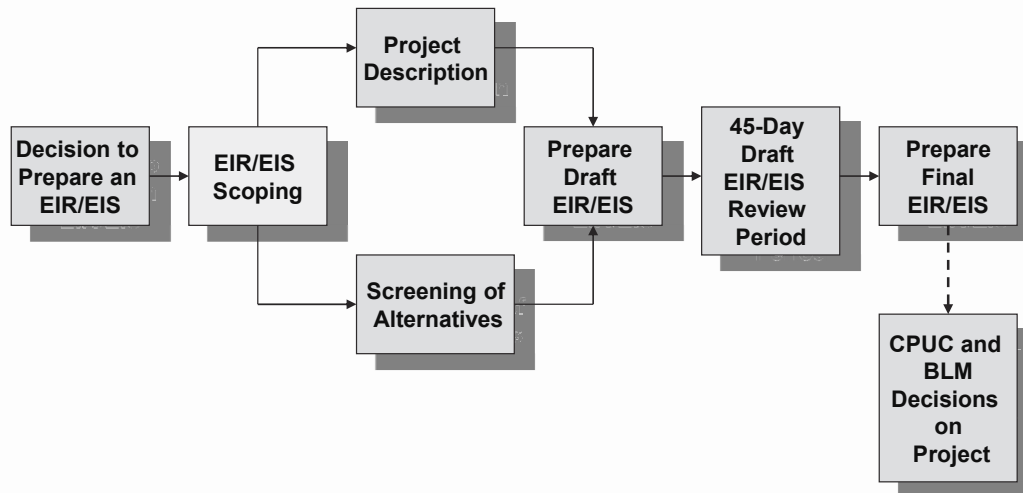 Decision to
Prepare an
EIR/EIS
EIR/EIS
Scoping
Project
Description
Screening of
Alternatives
Prepare
Draft
EIR/EIS
45-Day
Draft
EIR/EIS
Review
Period
Prepare
Final
EIR/EIS
CPUC and
BLM
Decisions
on
Project